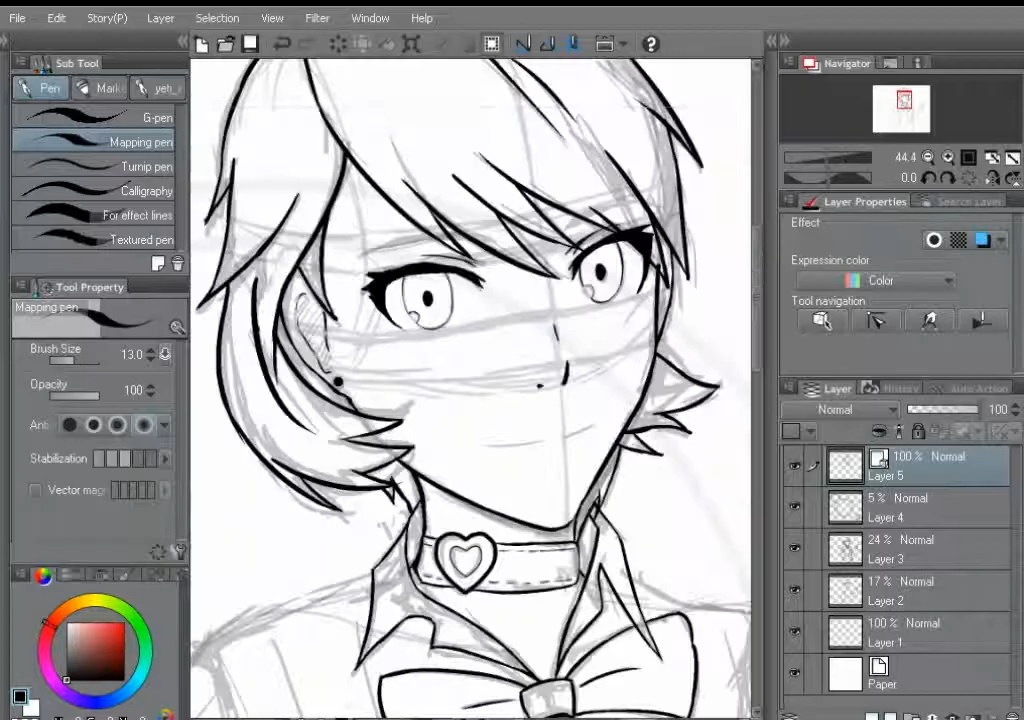 File Edit Story(P) Layer Selection View Filter Window Help
Sub Tool
Pen Mark
G-pen
Mapping pen
Turnip pen
Calligraphy
For effect lines
Textured pen
Tool Property
Mapping pen
Brush Size 13.0
Opacity 100
Anti
Stabilization
Vector mag
Navigator
44.4
0.0
Layer Properties Search Layer
Effect
Expression color
Color
Tool navigation
Layer History Auto Action
Normal 100
100 % Normal
Layer 5
5 % Normal
Layer 4
24 % Normal
Layer 3
17 % Normal
Layer 2
100 % Normal
Layer 1
Paper